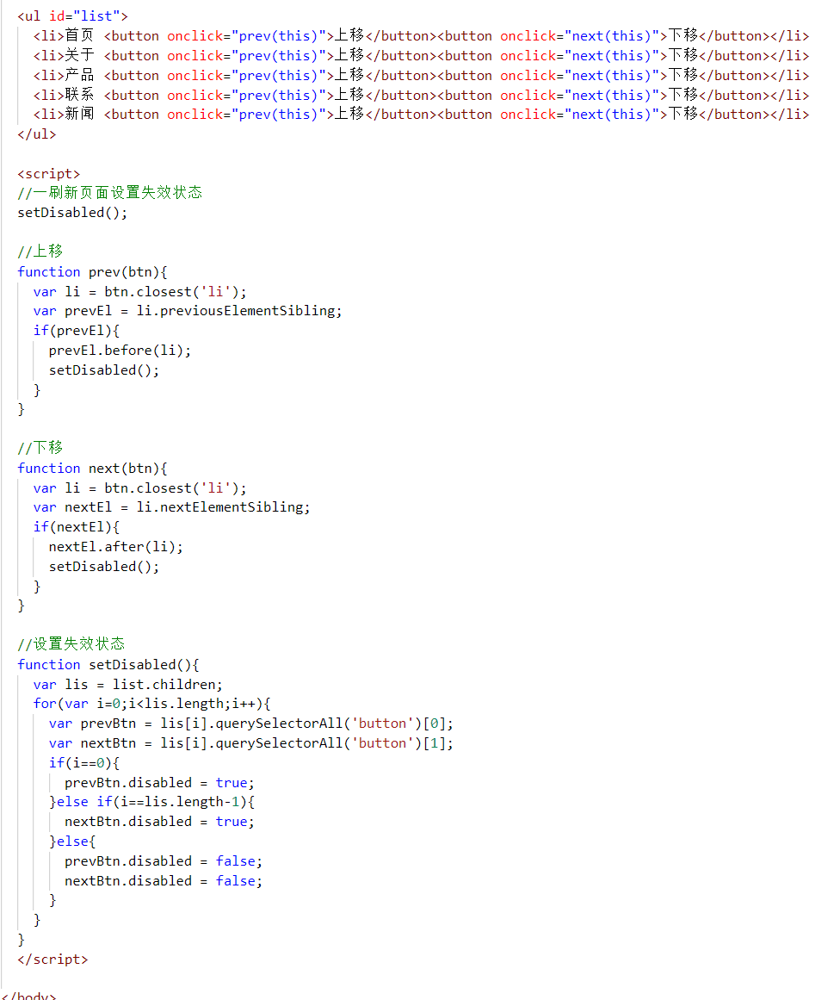 <ul id="list">
<li>首页 <button onclick="prev(this)">上移</button><button onclick="next(this)">下移</button></li>
<li>关于 <button onclick="prev(this)">上移</button><button onclick="next(this)">下移</button></li>
<li>产品 <button onclick="prev(this)">上移</button><button onclick="next(this)">下移</button></li>
<li>联系 <button onclick="prev(this)">上移</button><button onclick="next(this)">下移</button></li>
<li>新闻 <button onclick="prev(this)">上移</button><button onclick="next(this)">下移</button></li>
</ul>
<script>
//一刷新页面设置失效状态
setDisabled();
//上移
function prev(btn){
var li = btn.closest('li');
var prevEl = li.previousElementSibling;
if(prevEl){
prevEl.before(li);
setDisabled();
}
}
//下移
function next(btn){
var li = btn.closest('li');
var nextEl = li.nextElementSibling;
if(nextEl){
nextEl.after(li);
setDisabled();
}
}
//设置失效状态
function setDisabled(){
var lis = list.children;
for(var i=0;i<lis.length;i++){
var prevBtn = lis[i].querySelectorAll('button')[0];
var nextBtn = lis[i].querySelectorAll('button')[1];
if(i==0){
prevBtn.disabled = true;
}else if(i==lis.length-1){
nextBtn.disabled = true;
}else{
prevBtn.disabled = false;
nextBtn.disabled = false;
}
}
}
</script>
</body>